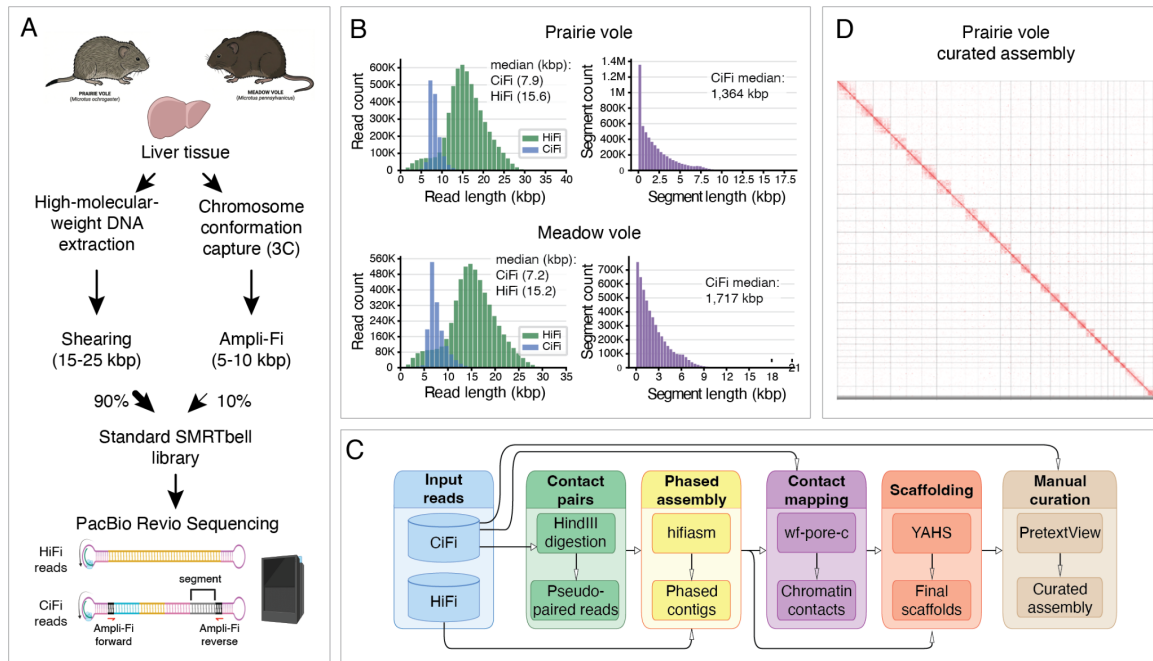 A
PRAIRIE VOLE
(Microtus ochrogaster)
MEADOW VOLE
(Microtus pennsylvanicus)
Liver tissue
High-molecular-
weight DNA
extraction
Chromosome
conformation
capture (3C)
Shearing
(15-25 kbp)
Ampli-Fi
(5-10 kbp)
90%
10%
Standard SMRTbell
library
PacBio Revio Sequencing
HiFi
reads
segment
CiFi
reads
Ampli-Fi
forward
Ampli-Fi
reverse
B
Prairie vole
Read count
600K
500K
400K
300K
200K
100K
0
0 5 10 15 20 25 30 35 40
Read length (kbp)
median (kbp):
CiFi (7.9)
HiFi (15.6)
HiFi
CiFi
Segment count
1.4M
1.2M
1.0M
800K
600K
400K
200K
0
0 2.5 5 7.5 10 12.5 15 17.5
Segment length (kbp)
CiFi median:
1,364 kbp
Meadow vole
Read count
560K
480K
400K
320K
240K
160K
80K
0
0 5 10 15 20 25 30 35
Read length (kbp)
median (kbp):
CiFi (7.2)
HiFi (15.2)
HiFi
CiFi
Segment count
700K
600K
500K
400K
300K
200K
100K
0
0 3 6 9 12 15 18 21
Segment length (kbp)
CiFi median:
1,717 kbp
C
Input
reads
CiFi
HiFi
Contact
pairs
HindIII
digestion
Pseudo-
paired reads
Phased
assembly
hifiasm
Phased
contigs
Contact
mapping
wf-pore-c
Chromatin
contacts
Scaffolding
YAHS
Final
scaffolds
Manual
curation
PretextView
Curated
assembly
D
Prairie vole
curated assembly